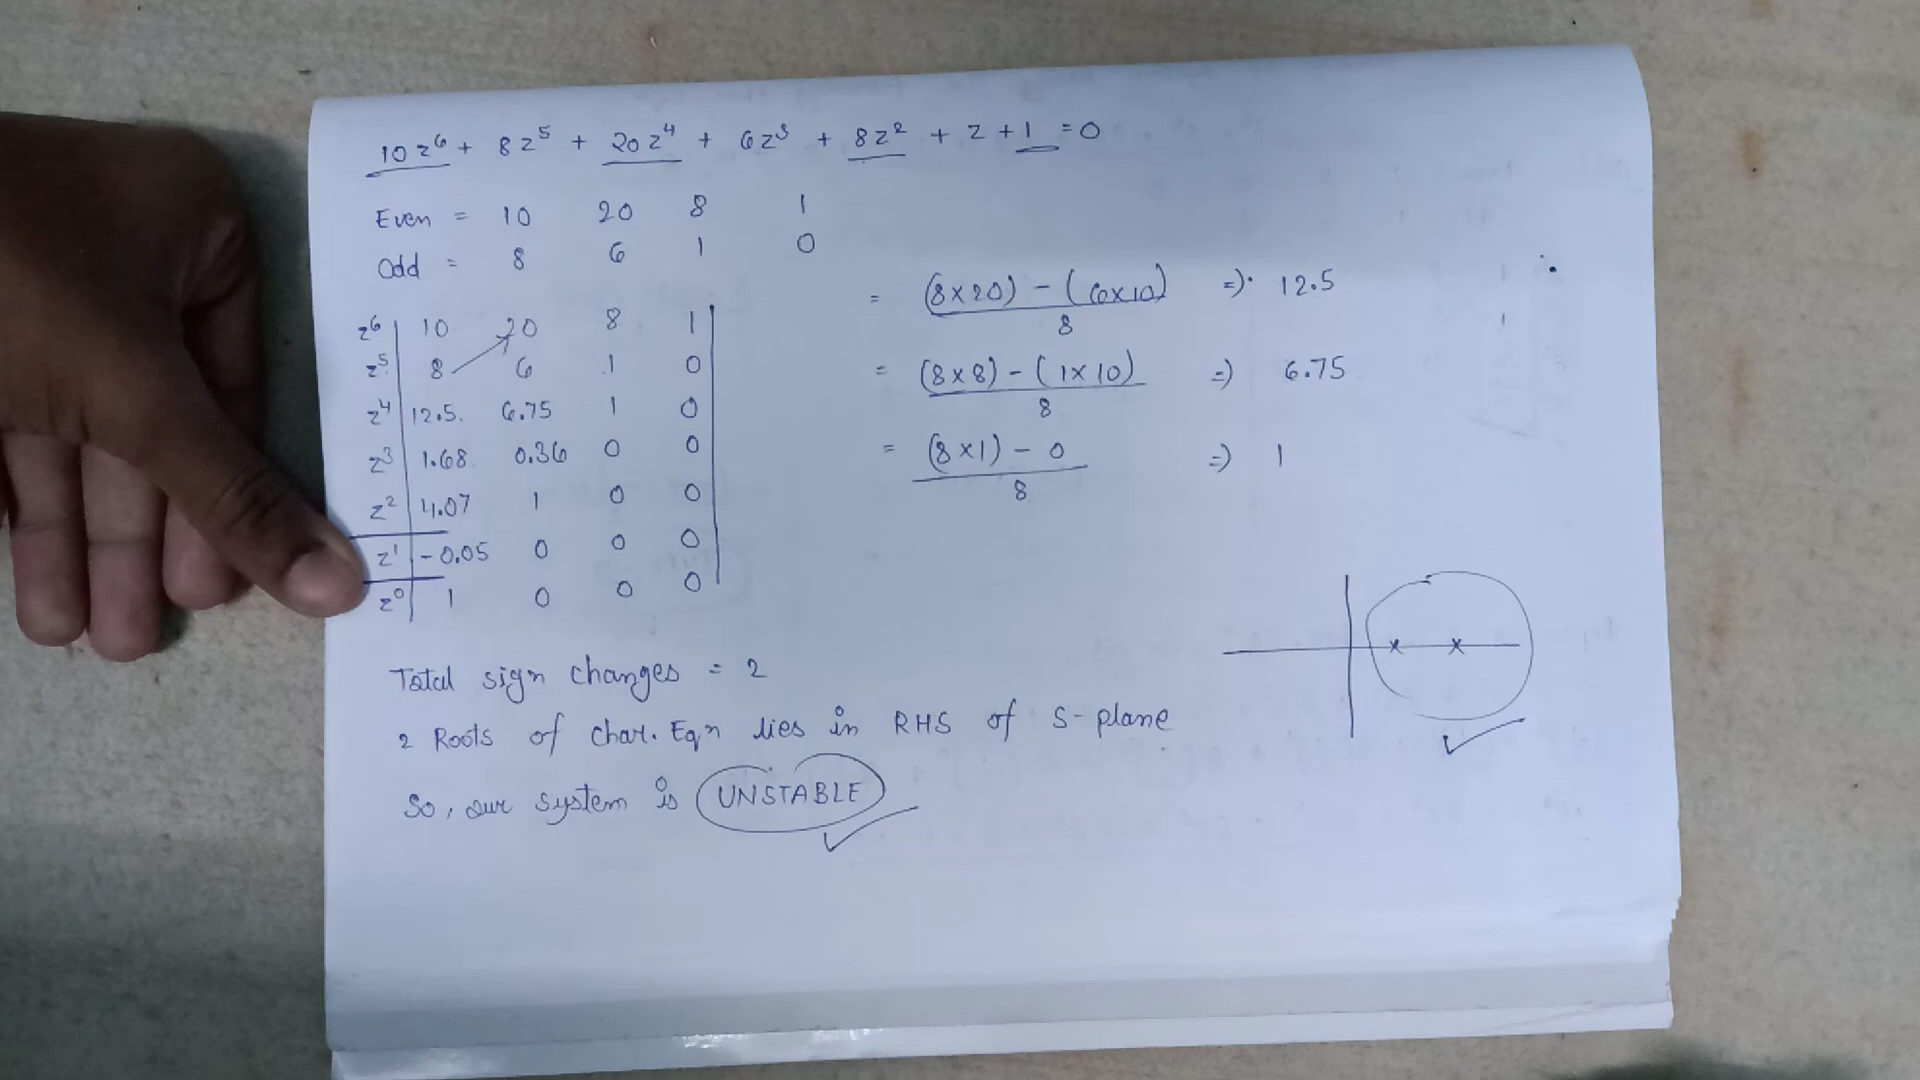 10z⁶ + 8z⁵ + 20z⁴ + 6z³ + 8z² + z + 1 = 0
Even = 10 20 8 1
Odd = 8 6 1 0
z⁶ 10 20 8 1
z⁵ 8 6 1 0
z⁴ 12.5. 6.75 1 0
z³ 1.68. 0.36 0 0
z² 4.07 1 0 0
z¹ -0.05 0 0 0
z⁰ 1 0 0 0
= (8×20) - (6×10) / 8 ⇒ 12.5
= (8×8) - (1×10) / 8 ⇒ 6.75
= (8×1) - 0 / 8 ⇒ 1
Total sign changes = 2
2 Roots of char. Eqn lies in RHS of s-plane
So, our system is UNSTABLE